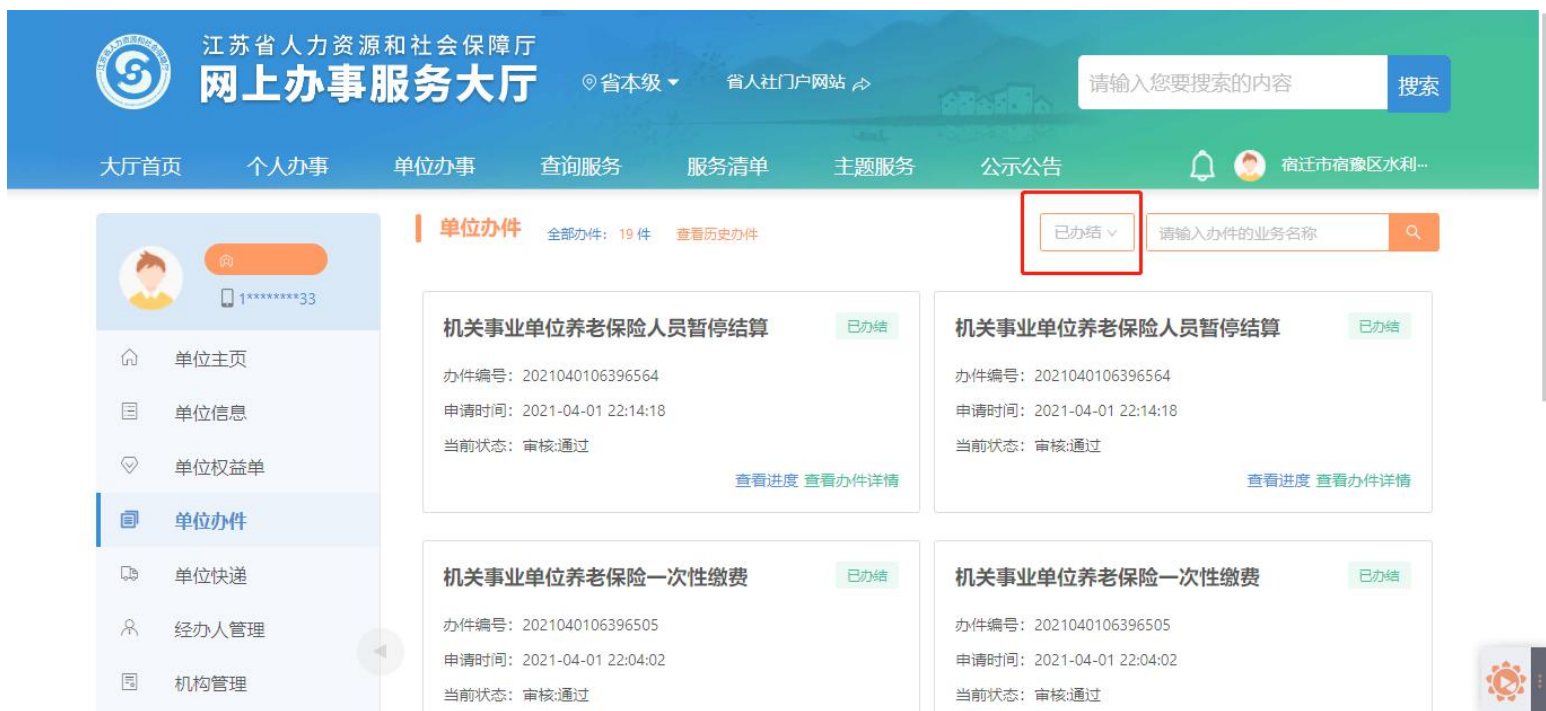 江苏省人力资源和社会保障厅
网上办事服务大厅
省本级
省人社门户网站
请输入您要搜索的内容
搜索
大厅首页 个人办事 单位办事 查询服务 服务清单 主题服务 公示公告
宿迁市宿豫区水利…
1********33
单位主页
单位信息
单位权益单
单位办件
单位快递
经办人管理
机构管理
单位办件 全部办件：19 件 查看历史办件
已办结
请输入办件的业务名称
机关事业单位养老保险人员暂停结算 已办结
办件编号：2021040106396564
申请时间：2021-04-01 22:14:18
当前状态：审核:通过
查看进度 查看办件详情
机关事业单位养老保险人员暂停结算 已办结
办件编号：2021040106396564
申请时间：2021-04-01 22:14:18
当前状态：审核:通过
查看进度 查看办件详情
机关事业单位养老保险一次性缴费 已办结
办件编号：2021040106396505
申请时间：2021-04-01 22:04:02
当前状态：审核:通过
机关事业单位养老保险一次性缴费 已办结
办件编号：2021040106396505
申请时间：2021-04-01 22:04:02
当前状态：审核:通过